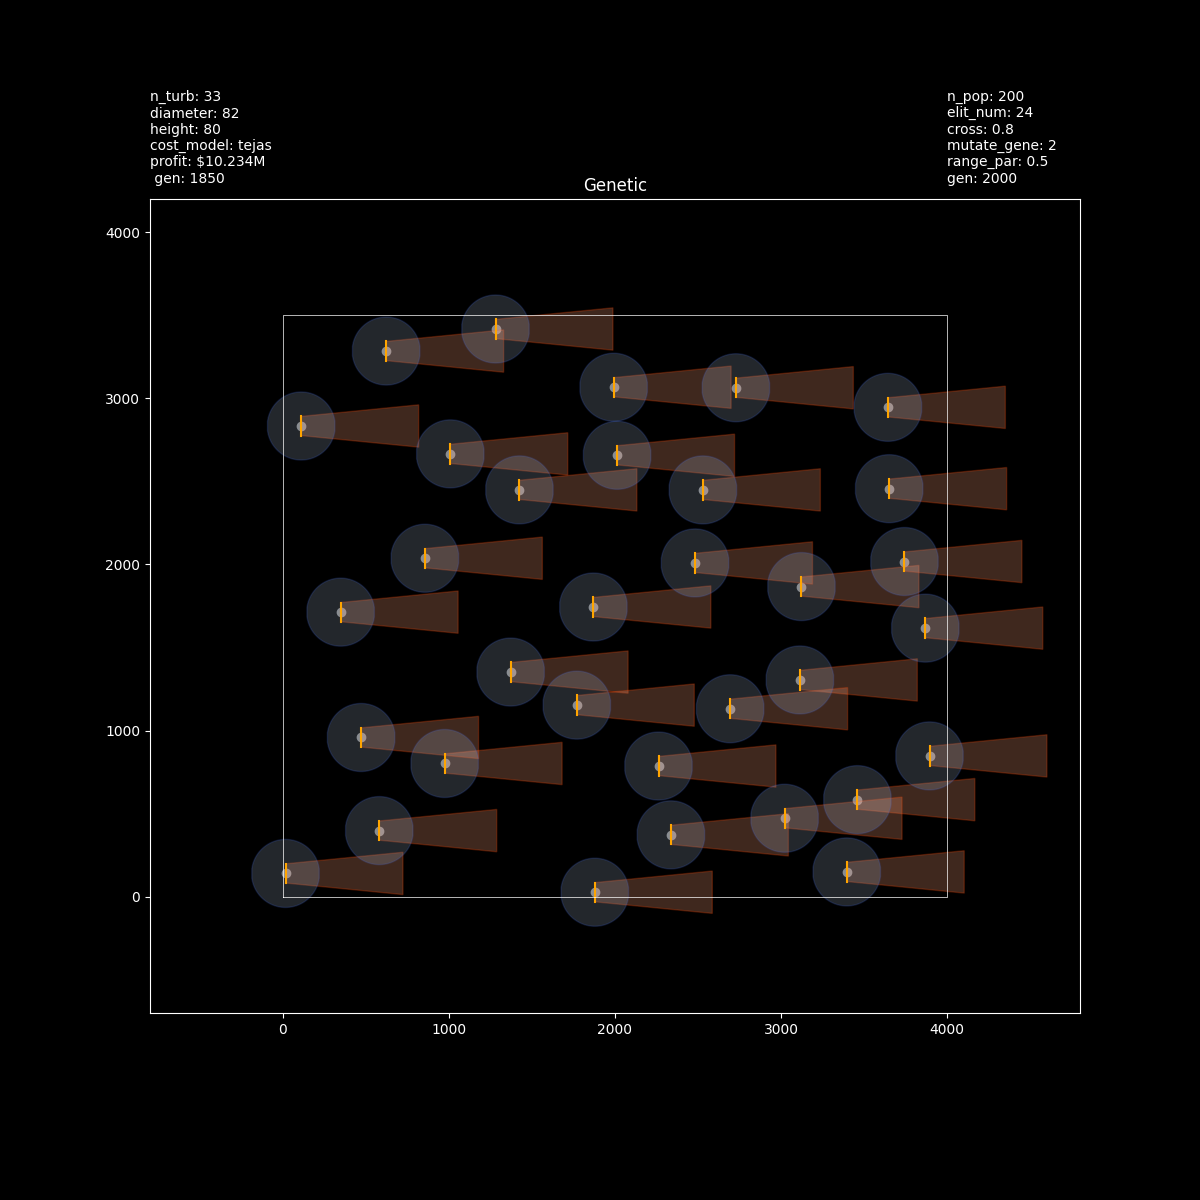 n_turb: 33
diameter: 82
height: 80
cost_model: tejas
profit: $10.234M
gen: 1850
n_pop: 200
elit_num: 24
cross: 0.8
mutate_gene: 2
range_par: 0.5
gen: 2000
Genetic
4000
3000
2000
1000
0
0
1000
2000
3000
4000